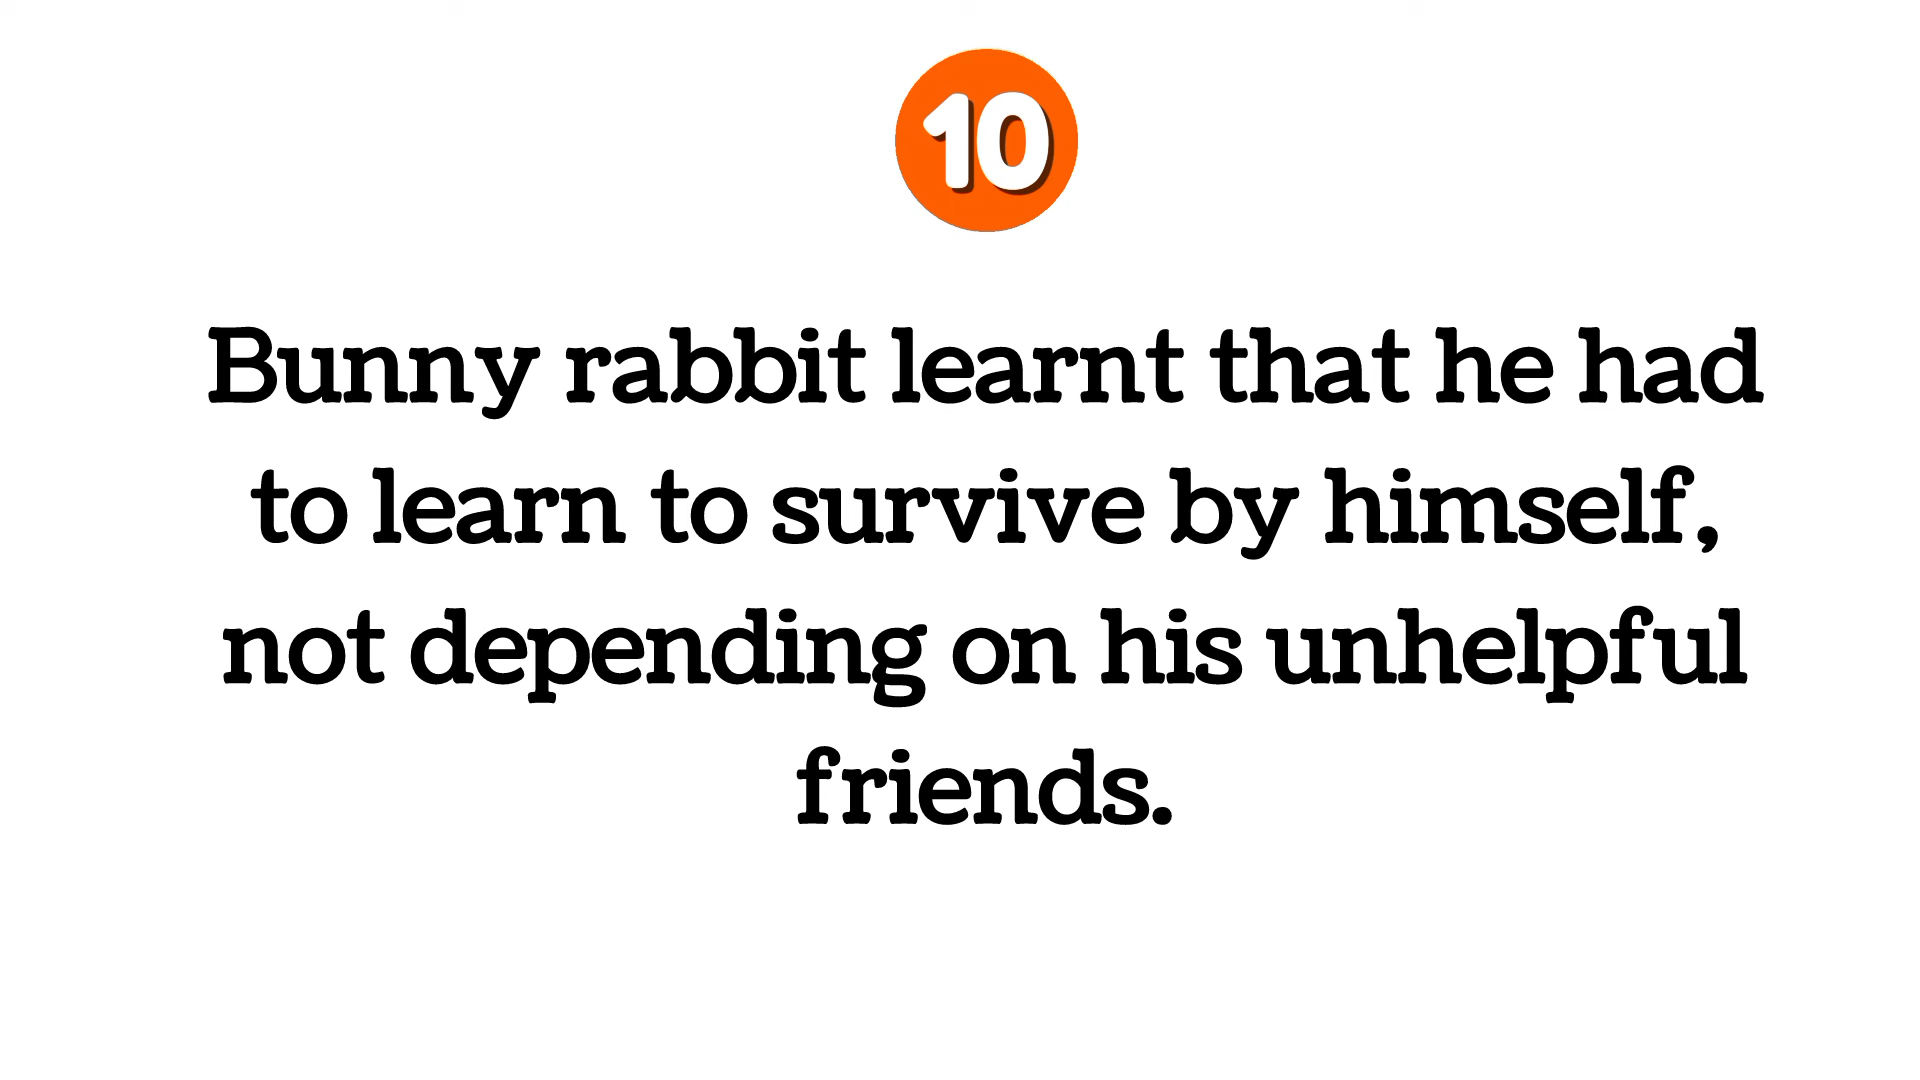 10
Bunny rabbit learnt that he had
to learn to survive by himself,
not depending on his unhelpful
friends.